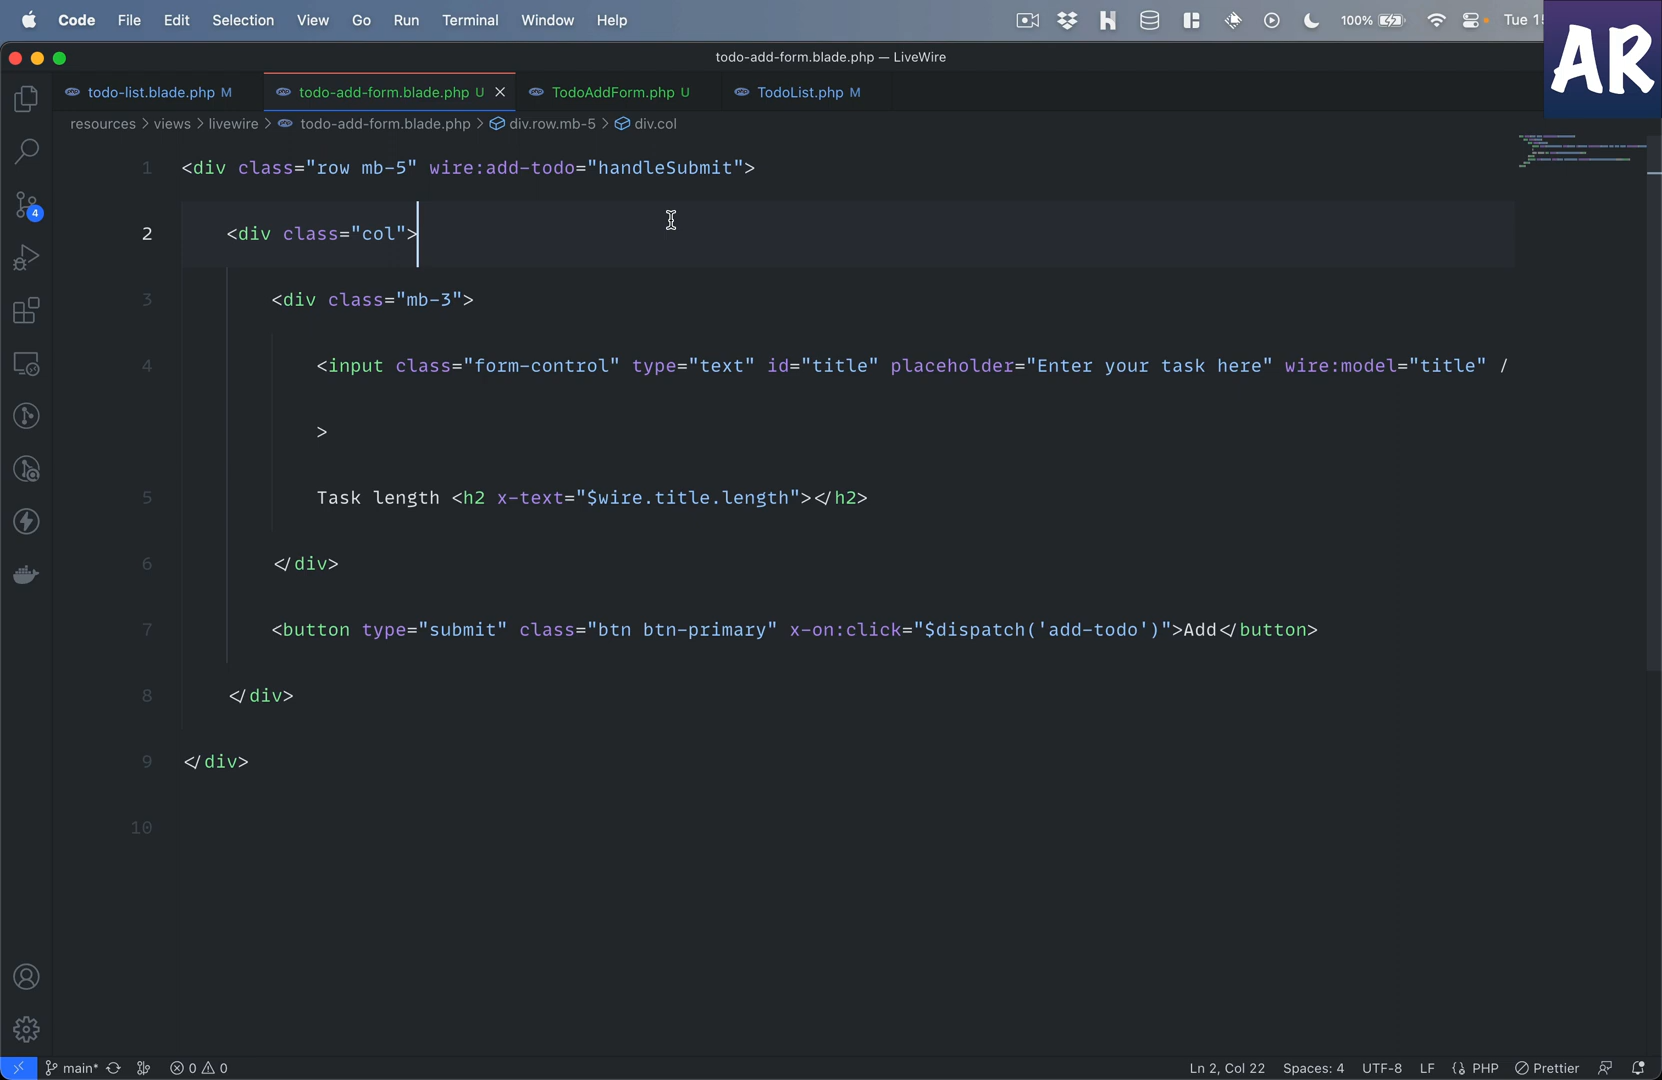 Code File Edit Selection View Go Run Terminal Window Help 100% Tue 1
AR
todo-add-form.blade.php — LiveWire
todo-list.blade.php M todo-add-form.blade.php U TodoAddForm.php U TodoList.php M
resources > views > livewire > todo-add-form.blade.php > div.row.mb-5 > div.col
1 <div class="row mb-5" wire:add-todo="handleSubmit">
2 <div class="col">
3 <div class="mb-3">
4 <input class="form-control" type="text" id="title" placeholder="Enter your task here" wire:model="title" /
>
5 Task length <h2 x-text="$wire.title.length"></h2>
6 </div>
7 <button type="submit" class="btn btn-primary" x-on:click="$dispatch('add-todo')">Add</button>
8 </div>
9 </div>
10
4
main* 0 0 Ln 2, Col 22 Spaces: 4 UTF-8 LF PHP Prettier